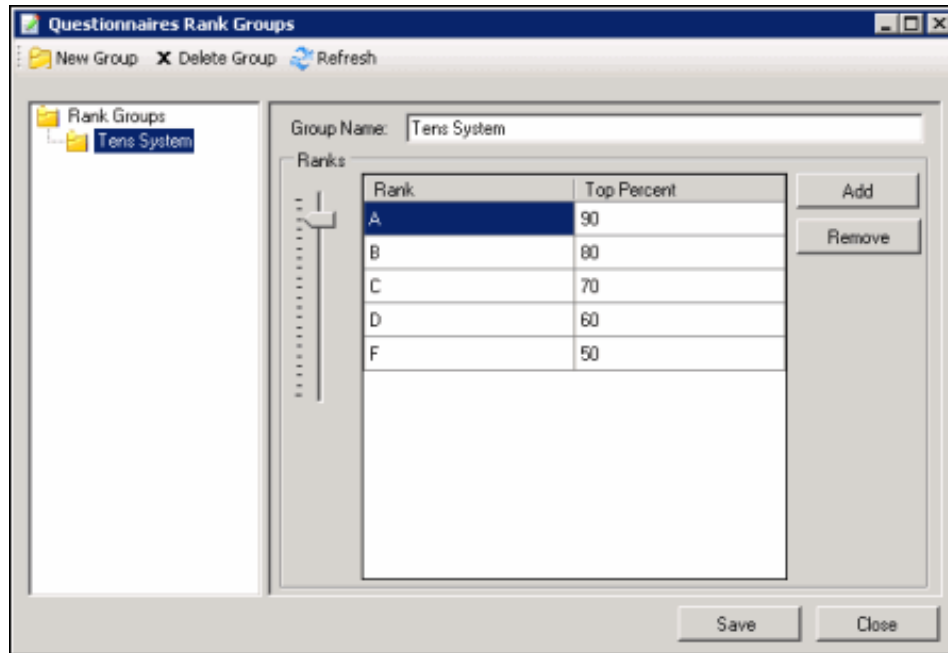 Questionnaires Rank Groups
New Group Delete Group Refresh
Rank Groups
Tens System
Group Name: Tens System
Ranks
Rank Top Percent
A 90
B 80
C 70
D 60
F 50
Add
Remove
Save Close